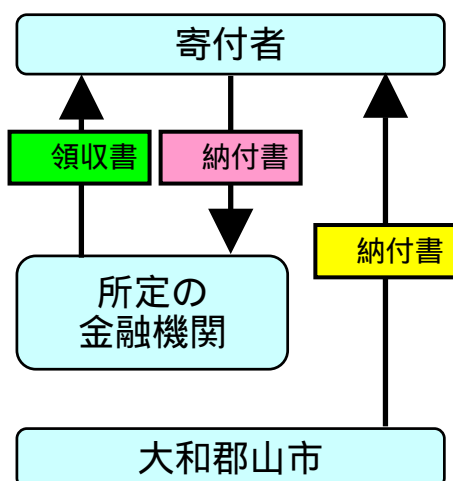 寄付者
領収書
納付書
納付書
所定の
金融機関
大和郡山市